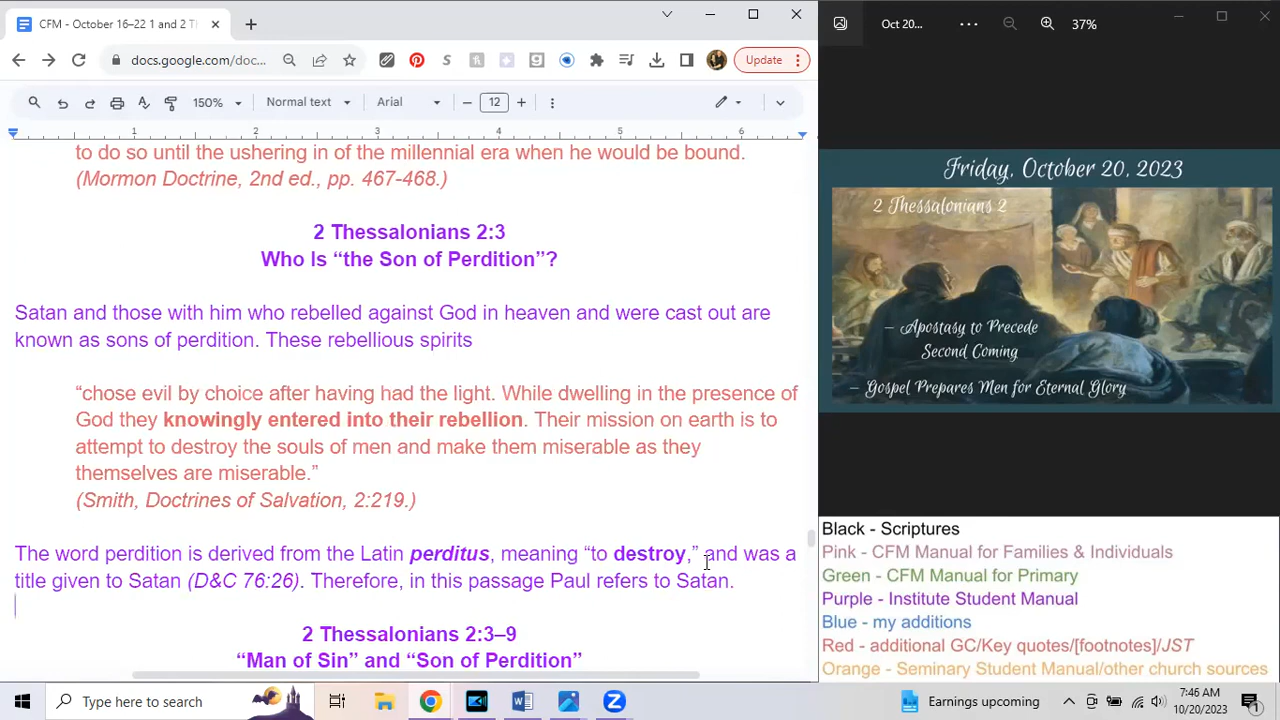 CFM - October 16–22 1 and 2 T
docs.google.com/doc...
Update
150%
Normal text
Arial
12
1 2 3 4 5 6
to do so until the ushering in of the millennial era when he would be bound.
(Mormon Doctrine, 2nd ed., pp. 467-468.)
2 Thessalonians 2:3
Who Is “the Son of Perdition”?
Satan and those with him who rebelled against God in heaven and were cast out are
known as sons of perdition. These rebellious spirits
“chose evil by choice after having had the light. While dwelling in the presence of
God they knowingly entered into their rebellion. Their mission on earth is to
attempt to destroy the souls of men and make them miserable as they
themselves are miserable.”
(Smith, Doctrines of Salvation, 2:219.)
The word perdition is derived from the Latin perditus, meaning “to destroy,” and was a
title given to Satan (D&C 76:26). Therefore, in this passage Paul refers to Satan.
2 Thessalonians 2:3–9
“Man of Sin” and “Son of Perdition”
Oct 20...
37%
Friday, October 20, 2023
2 Thessalonians 2
– Apostasy to Precede
Second Coming
– Gospel Prepares Men for Eternal Glory
Black - Scriptures
Pink - CFM Manual for Families & Individuals
Green - CFM Manual for Primary
Purple - Institute Student Manual
Blue - my additions
Red - additional GC/Key quotes/[footnotes]/JST
Orange - Seminary Student Manual/other church sources
Type here to search
Earnings upcoming
7:46 AM
10/20/2023
1